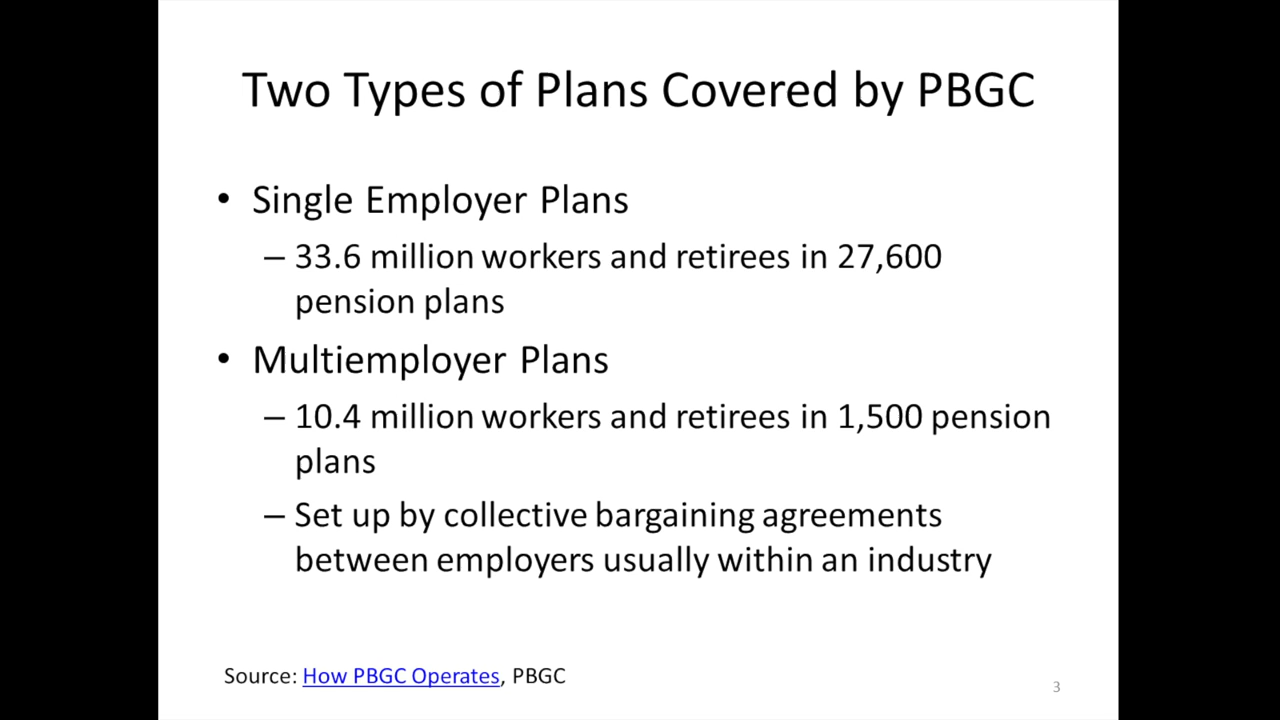 Two Types of Plans Covered by PBGC
• Single Employer Plans
– 33.6 million workers and retirees in 27,600
pension plans
• Multiemployer Plans
– 10.4 million workers and retirees in 1,500 pension
plans
– Set up by collective bargaining agreements
between employers usually within an industry
Source: How PBGC Operates, PBGC
3